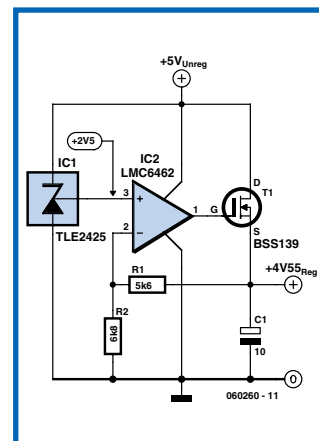 +5VUnreg
IC1
+2V5
IC2
LMC6462
D
T1
3
+
1
G
2
–
S
TLE2425
BSS139
R1
5k6
+4V55Reg
R2
6k8
C1
10
060260 - 11
0